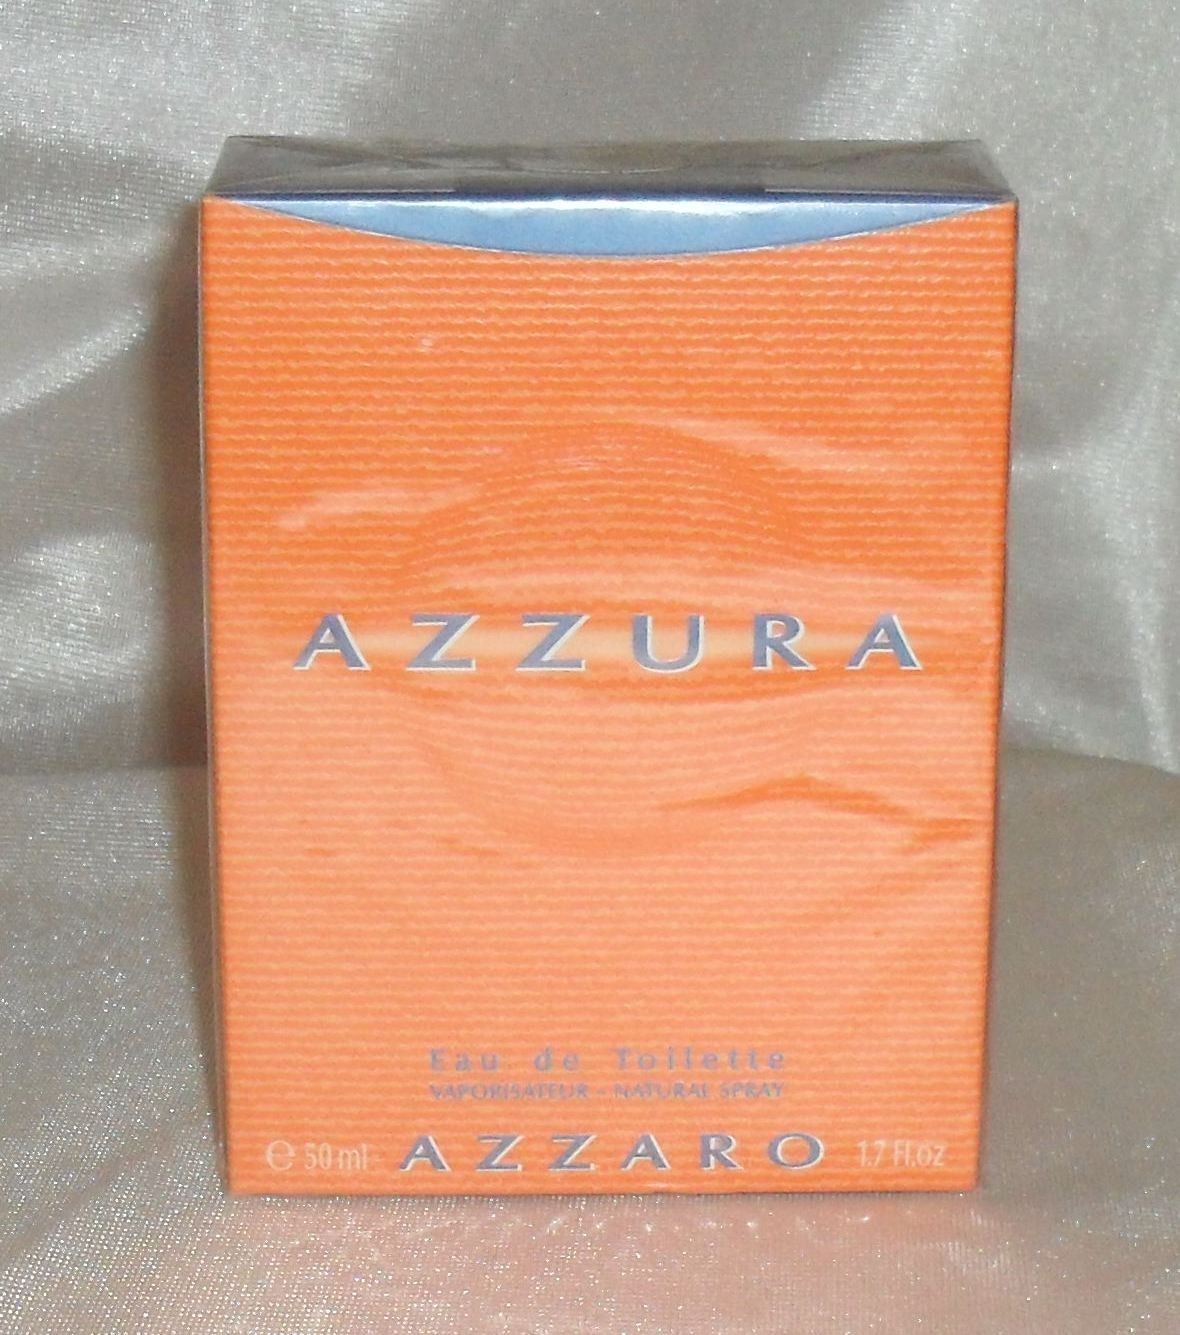 AZZURA
Eau de Toilette
VAPORISATEUR - NATURAL SPRAY
℮ 50 ml AZZARO 1.7 Fl.oz